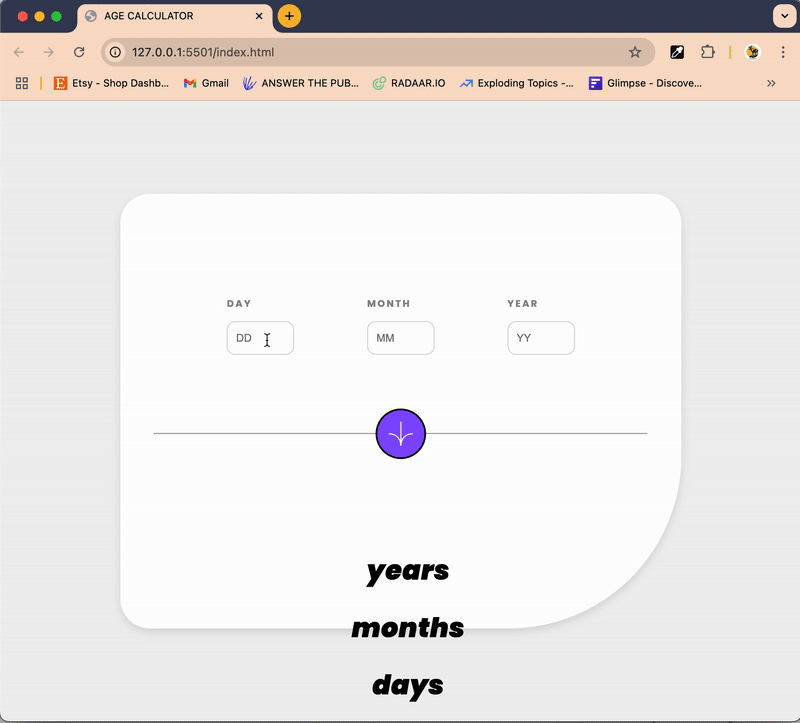 AGE CALCULATOR
127.0.0.1:5501/index.html
Etsy - Shop Dashb... Gmail ANSWER THE PUB... RADAAR.IO Exploding Topics -... Glimpse - Discove...
DAY MONTH YEAR
DD MM YY
years
months
days